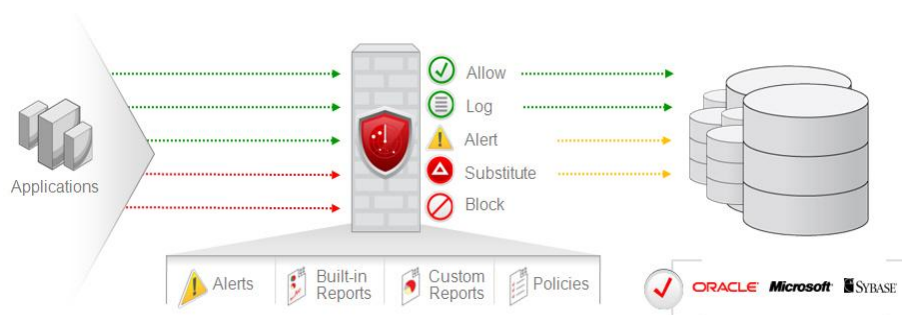 Allow
Log
Alert
Substitute
Block
Applications
Alerts
Built-in
Reports
Custom
Reports
Policies
ORACLE
Microsoft
SYBASE